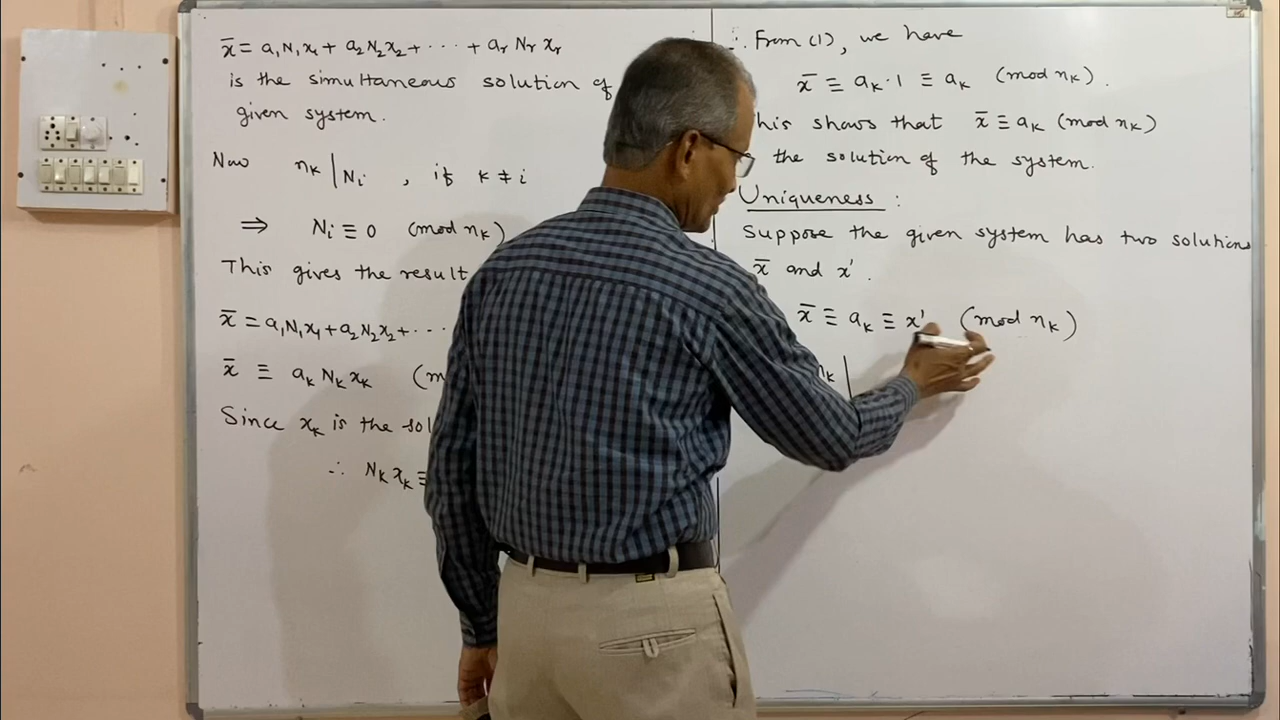 x̄ = a₁N₁x₁ + a₂N₂x₂ + ⋯ + aᵣNᵣxᵣ
is the simultaneous solution of
given system.
Now nₖ | Nᵢ , if k ≠ i
⇒ Nᵢ ≡ 0 (mod nₖ)
This gives the result
x̄ = a₁N₁x₁ + a₂N₂x₂ + ⋯
x̄ ≡ aₖNₖxₖ (m
Since xₖ is the sol
∴ Nₖxₖ ≡
∴ From (1), we have
x̄ ≡ aₖ·1 ≡ aₖ (mod nₖ).
his shows that x̄ ≡ aₖ (mod nₖ)
the solution of the system.
Uniqueness :
Suppose the given system has two solutions
x̄ and x'.
x̄ ≡ aₖ ≡ x' (mod nₖ)
nₖ |